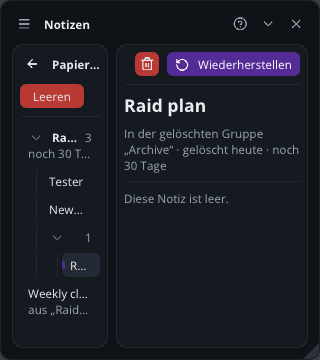 Notizen
Papier...
Leeren
Ra... 3
noch 30 T...
Tester
New...
1
R...
Weekly cl...
aus „Raid...
Wiederherstellen
Raid plan
In der gelöschten Gruppe
„Archive“ · gelöscht heute · noch
30 Tage
Diese Notiz ist leer.